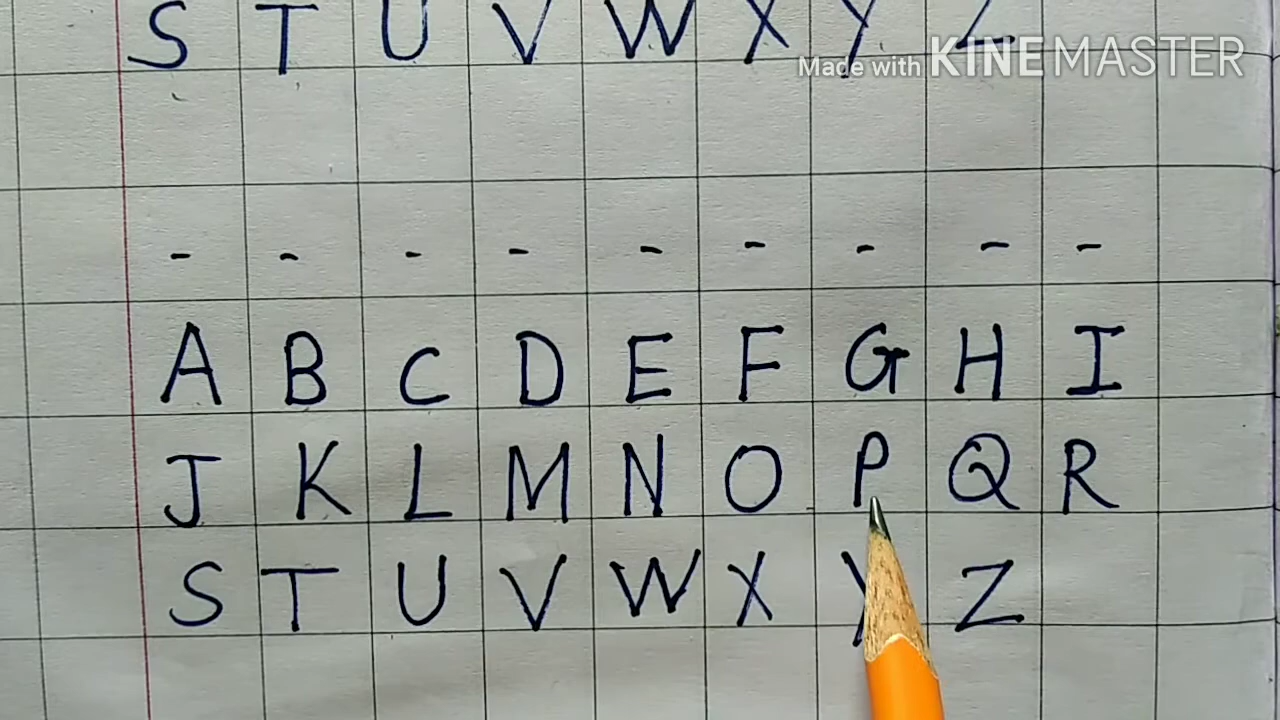 S T U V W X Y Z
Made with KINEMASTER
- - - - - - - - -
A B C D E F G H I
J K L M N O P Q R
S T U V W X Y Z